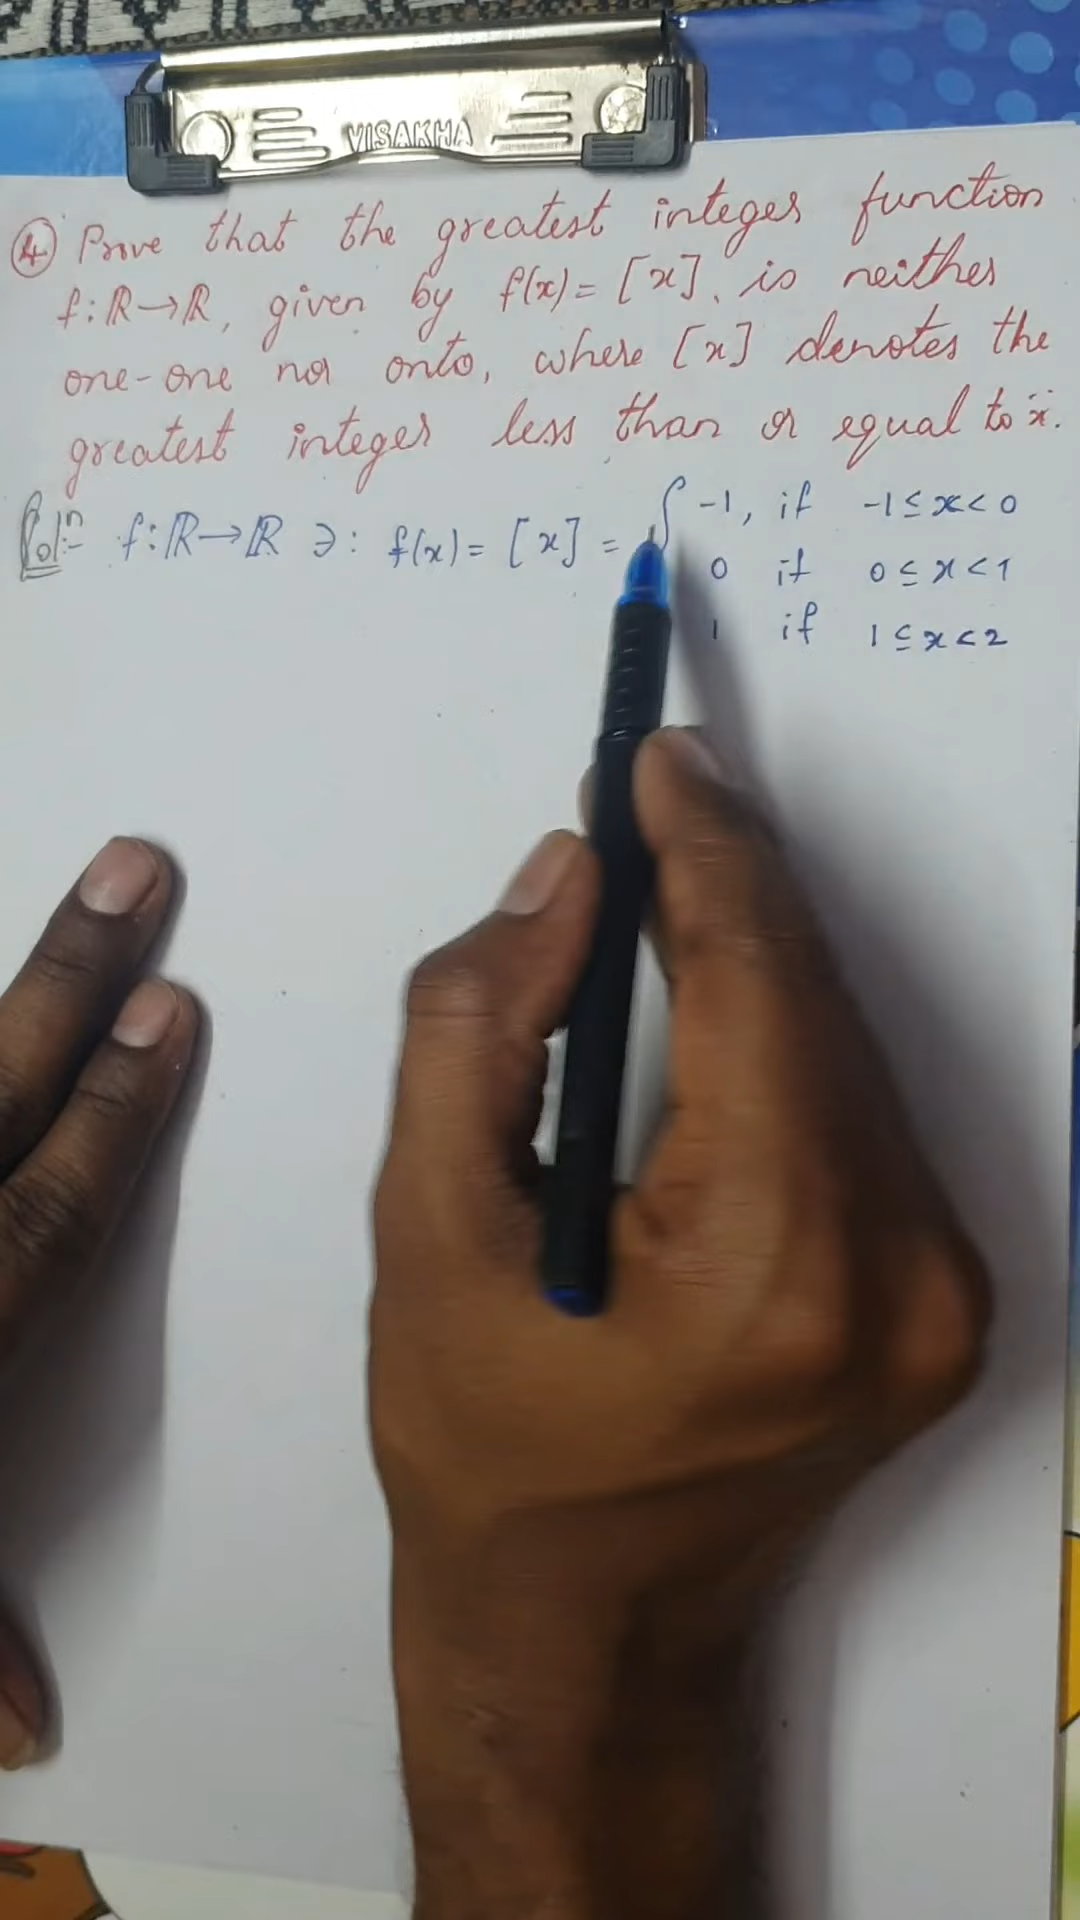 VISAKHA
④ Prove that the greatest integer function
f:ℝ→ℝ, given by f(x) = [x], is neither
one-one nor onto, where [x] denotes the
greatest integer less than or equal to x.
Solⁿ:- f:ℝ→ℝ ∋: f(x) = [x] = { -1, if -1 ≤ x < 0
0 if 0 ≤ x < 1
1 if 1 ≤ x < 2